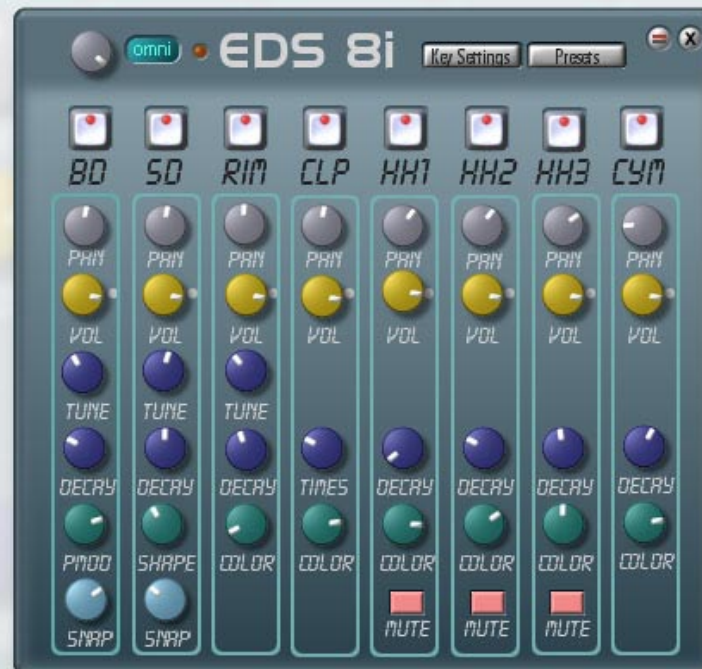 omni EDS 8i Key Settings Presets X
BD SD RIM CLP HH1 HH2 HH3 CYM
PAN PAN PAN PAN PAN PAN PAN PAN
VOL VOL VOL VOL VOL VOL VOL VOL
TUNE TUNE TUNE
DECAY DECAY DECAY TIMES DECAY DECAY DECAY DECAY
PMOD SHAPE COLOR COLOR COLOR COLOR COLOR COLOR
SNAP SNAP MUTE MUTE MUTE